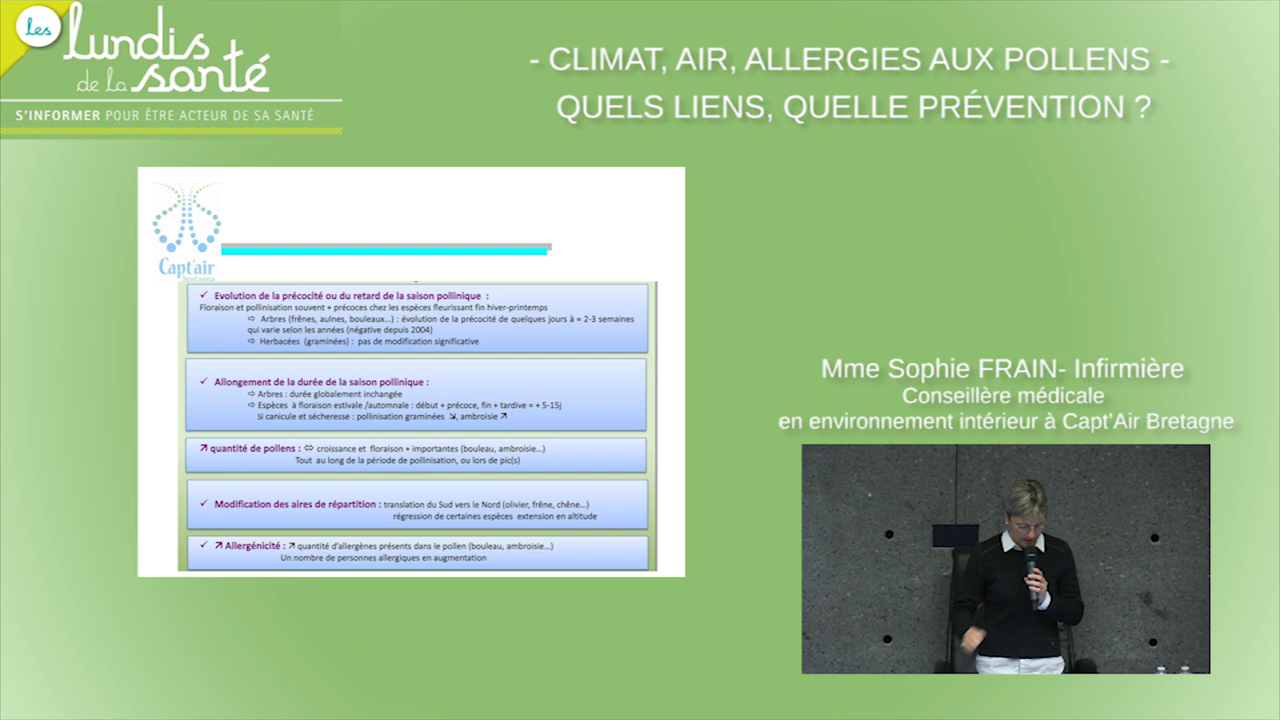 Les
lundis
de la santé
S'INFORMER POUR ÊTRE ACTEUR DE SA SANTÉ
- CLIMAT, AIR, ALLERGIES AUX POLLENS -
QUELS LIENS, QUELLE PRÉVENTION ?
Capt'air
bretagne
✓ Evolution de la précocité ou du retard de la saison pollinique :
Floraison et pollinisation souvent + précoces chez les espèces fleurissant fin hiver-printemps
⇨ Arbres (frênes, aulnes, bouleaux...) : évolution de la précocité de quelques jours à ≈ 2-3 semaines
qui varie selon les années (négative depuis 2004)
⇨ Herbacées (graminées) : pas de modification significative
✓ Allongement de la durée de la saison pollinique :
⇨ Arbres : durée globalement inchangée
⇨ Espèces à floraison estivale /automnale : début + précoce, fin + tardive = + 5-15j
Si canicule et sécheresse : pollinisation graminées ↘, ambroisie ↗
↗ quantité de pollens : ⇔ croissance et floraison + importantes (bouleau, ambroisie...)
Tout au long de la période de pollinisation, ou lors de pic(s)
✓ Modification des aires de répartition : translation du Sud vers le Nord (olivier, frêne, chêne...)
régression de certaines espèces extension en altitude
✓ ↗ Allergénicité : ↗ quantité d'allergènes présents dans le pollen (bouleau, ambroisie...)
Un nombre de personnes allergiques en augmentation
Mme Sophie FRAIN- Infirmière
Conseillère médicale
en environnement intérieur à Capt'Air Bretagne